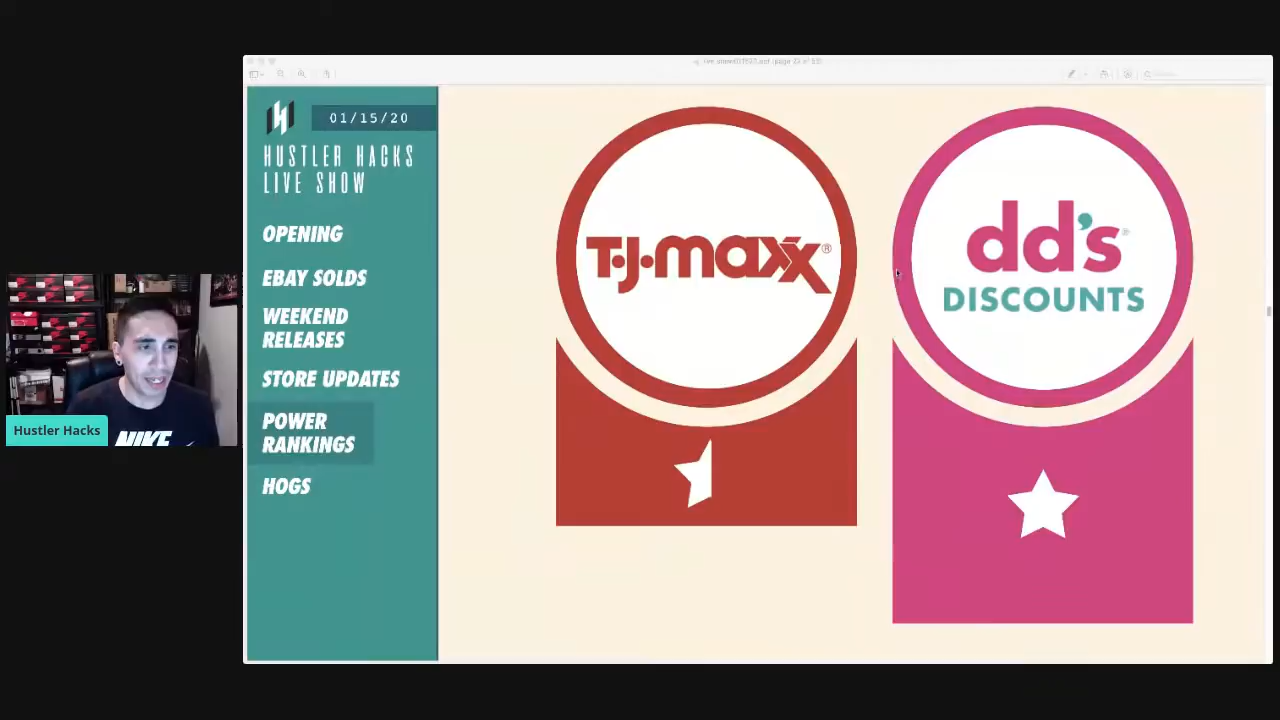 01/15/20
HUSTLER HACKS
LIVE SHOW
OPENING
EBAY SOLDS
WEEKEND
RELEASES
STORE UPDATES
POWER
RANKINGS
HOGS
T·J·maxx®
dd's
DISCOUNTS
Hustler Hacks
NIKE